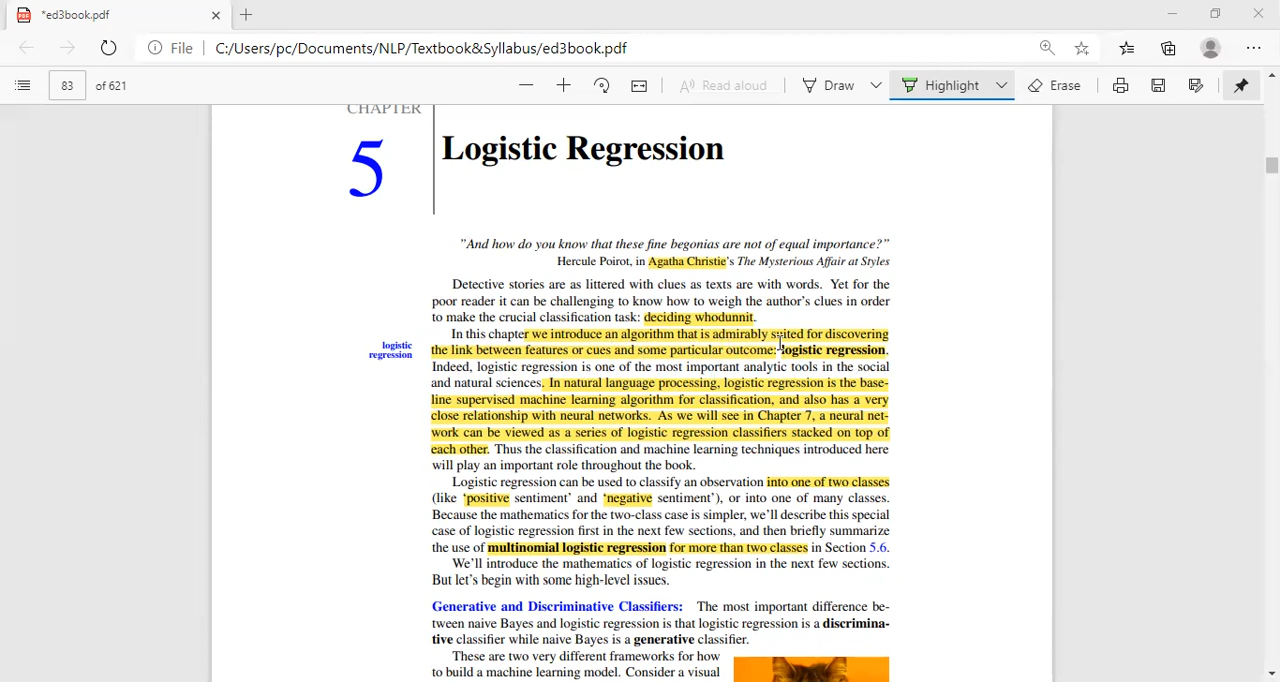 *ed3book.pdf
File C:/Users/pc/Documents/NLP/Textbook&Syllabus/ed3book.pdf
83 of 621 Read aloud Draw Highlight Erase
CHAPTER
5
Logistic Regression
"And how do you know that these fine begonias are not of equal importance?"
Hercule Poirot, in Agatha Christie's The Mysterious Affair at Styles
Detective stories are as littered with clues as texts are with words. Yet for the
poor reader it can be challenging to know how to weigh the author's clues in order
to make the crucial classification task: deciding whodunnit.
In this chapter we introduce an algorithm that is admirably suited for discovering
logistic
regression
the link between features or cues and some particular outcome: logistic regression.
Indeed, logistic regression is one of the most important analytic tools in the social
and natural sciences. In natural language processing, logistic regression is the base-
line supervised machine learning algorithm for classification, and also has a very
close relationship with neural networks. As we will see in Chapter 7, a neural net-
work can be viewed as a series of logistic regression classifiers stacked on top of
each other. Thus the classification and machine learning techniques introduced here
will play an important role throughout the book.
Logistic regression can be used to classify an observation into one of two classes
(like 'positive sentiment' and 'negative sentiment'), or into one of many classes.
Because the mathematics for the two-class case is simpler, we'll describe this special
case of logistic regression first in the next few sections, and then briefly summarize
the use of multinomial logistic regression for more than two classes in Section 5.6.
We'll introduce the mathematics of logistic regression in the next few sections.
But let's begin with some high-level issues.
Generative and Discriminative Classifiers: The most important difference be-
tween naive Bayes and logistic regression is that logistic regression is a discrimina-
tive classifier while naive Bayes is a generative classifier.
These are two very different frameworks for how
to build a machine learning model. Consider a visual